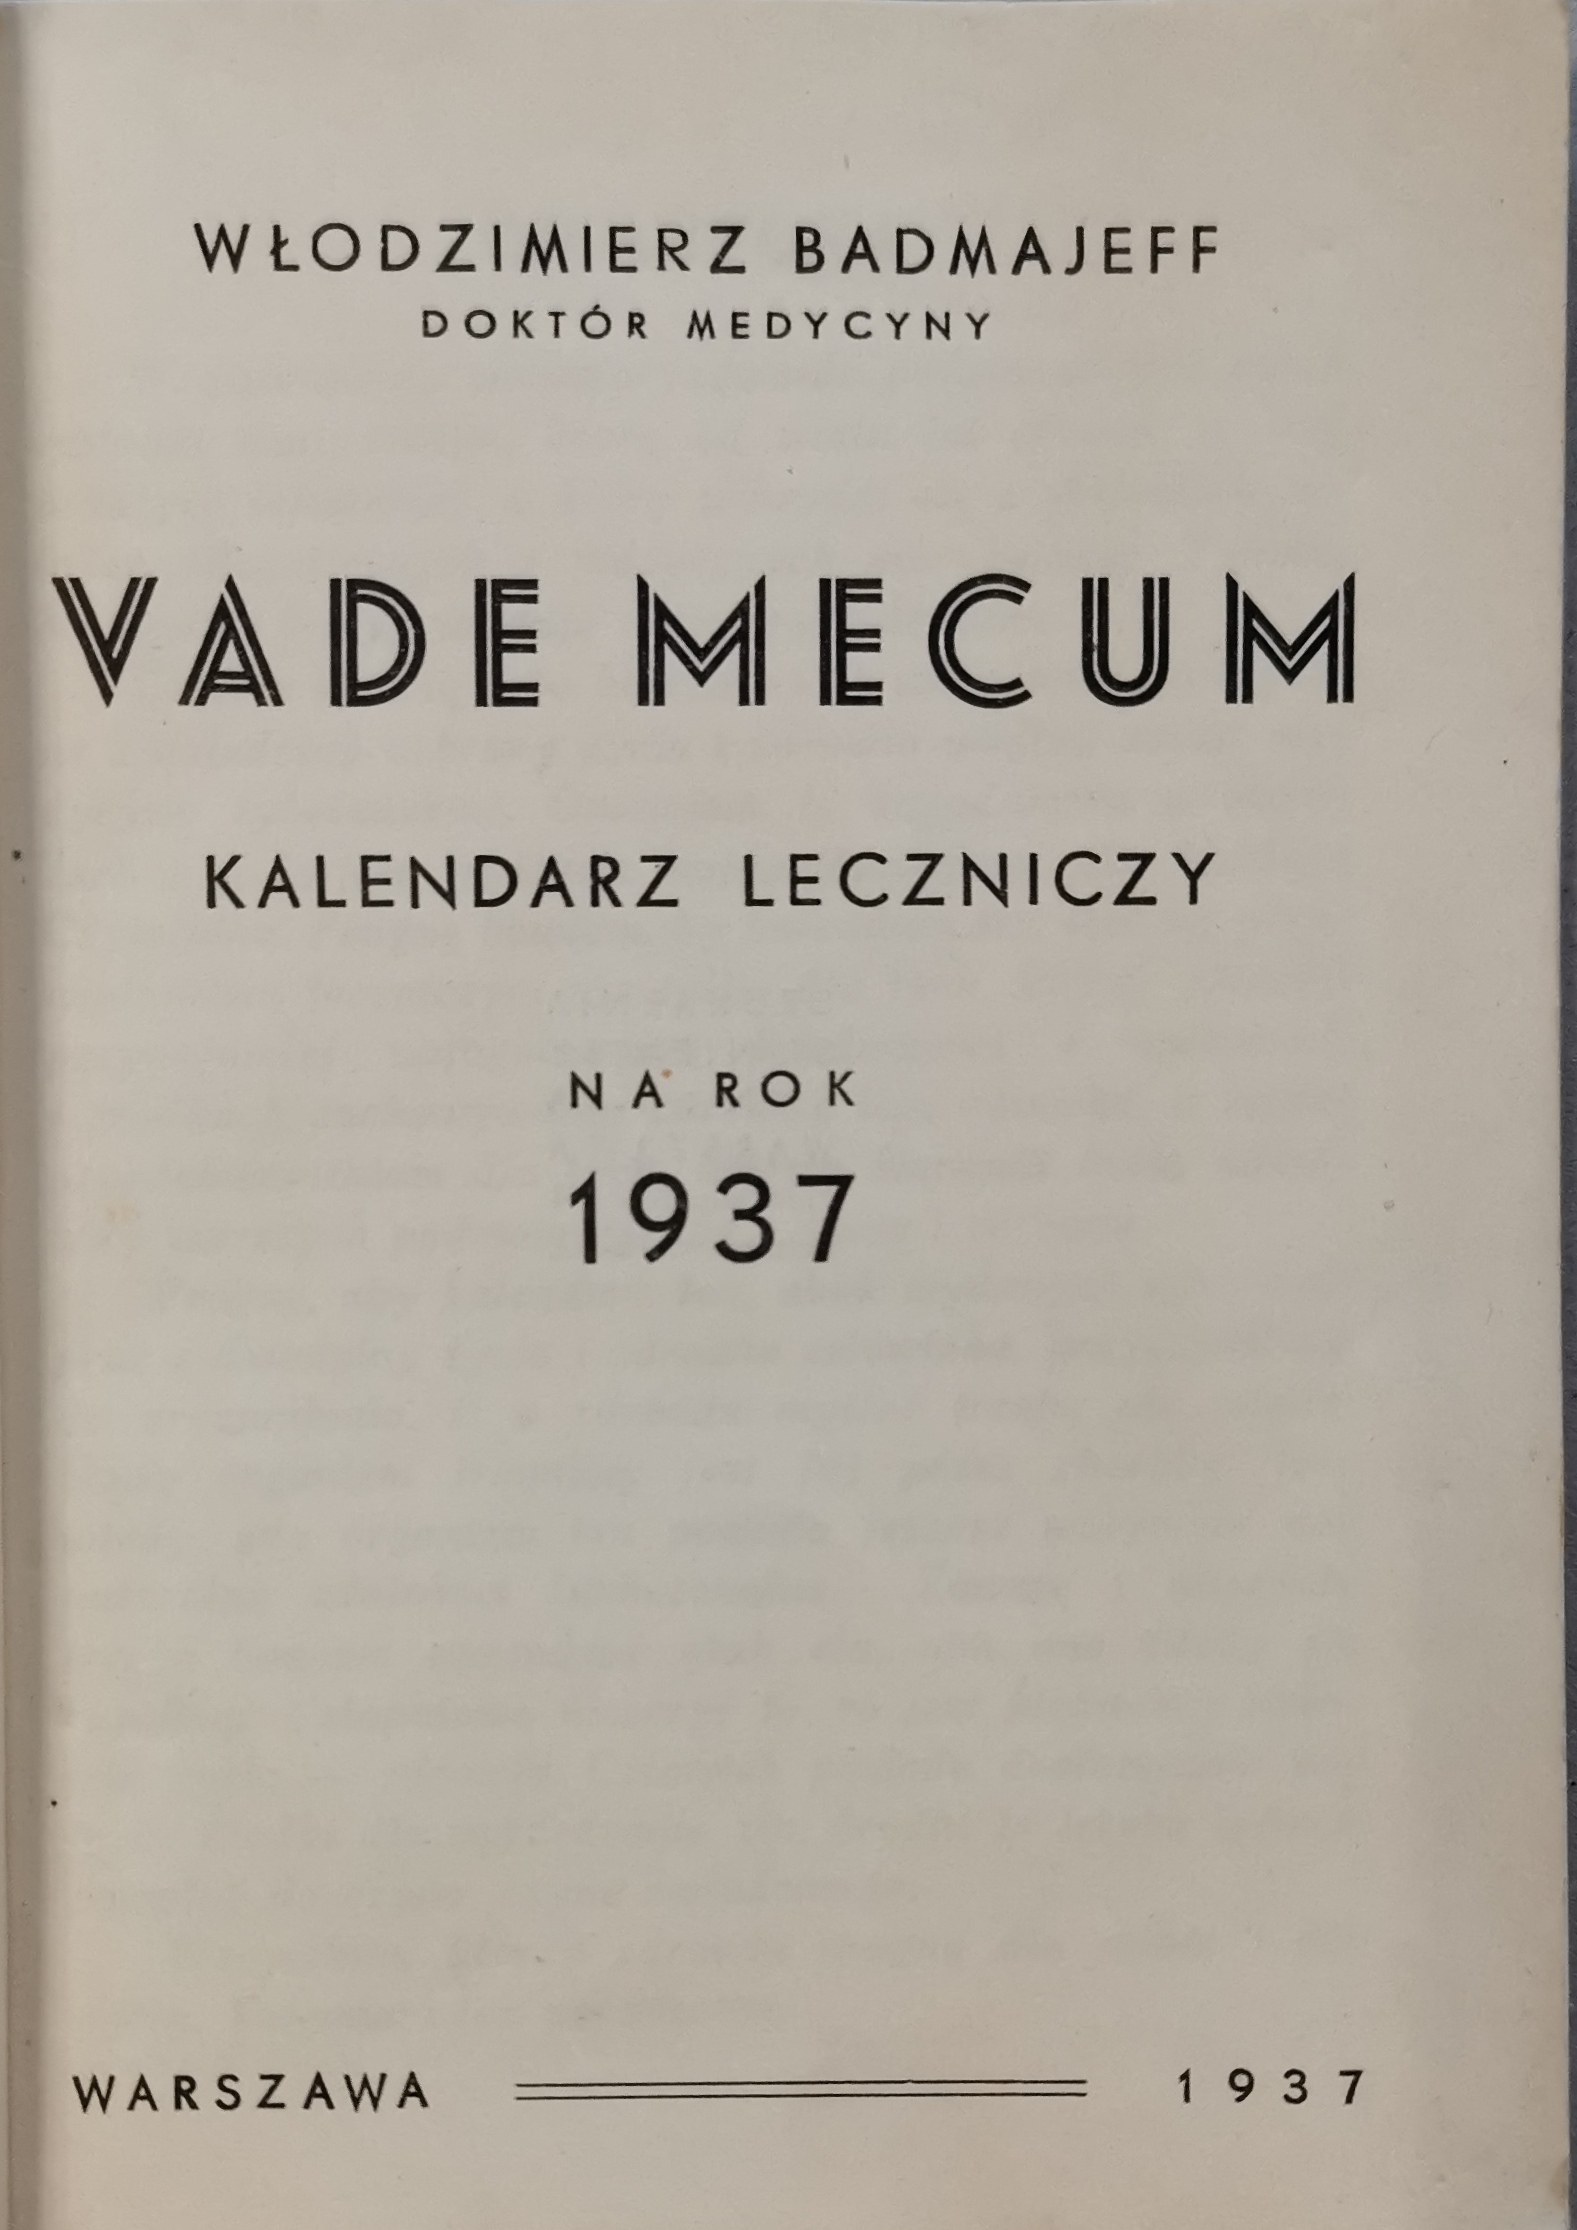 WŁODZIMIERZ BADMAJEFF
DOKTÓR MEDYCYNY
VADE MECUM
KALENDARZ LECZNICZY
NA ROK
1937
WARSZAWA 1937